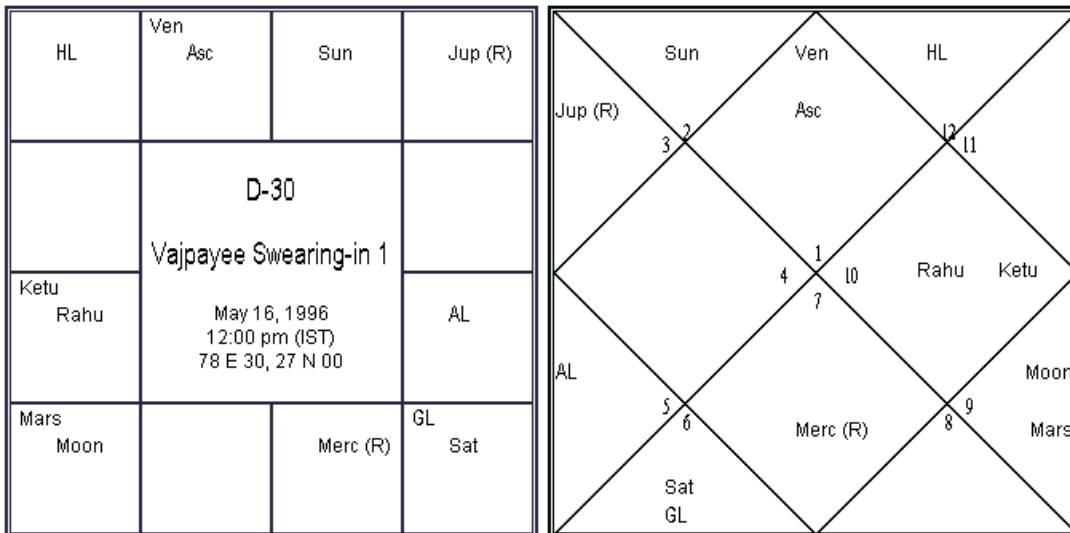 HL
Ven
Asc
Sun
Jup (R)
D-30
Vajpayee Swearing-in 1
May 16, 1996
12:00 pm (IST)
78 E 30, 27 N 00
Ketu
Rahu
AL
Mars
Moon
Merc (R)
GL
Sat
Sun
Ven
HL
Jup (R)
Asc
2
12
3
11
1
4
10
7
Rahu
Ketu
AL
Moon
5
9
6
8
Merc (R)
Mars
Sat
GL